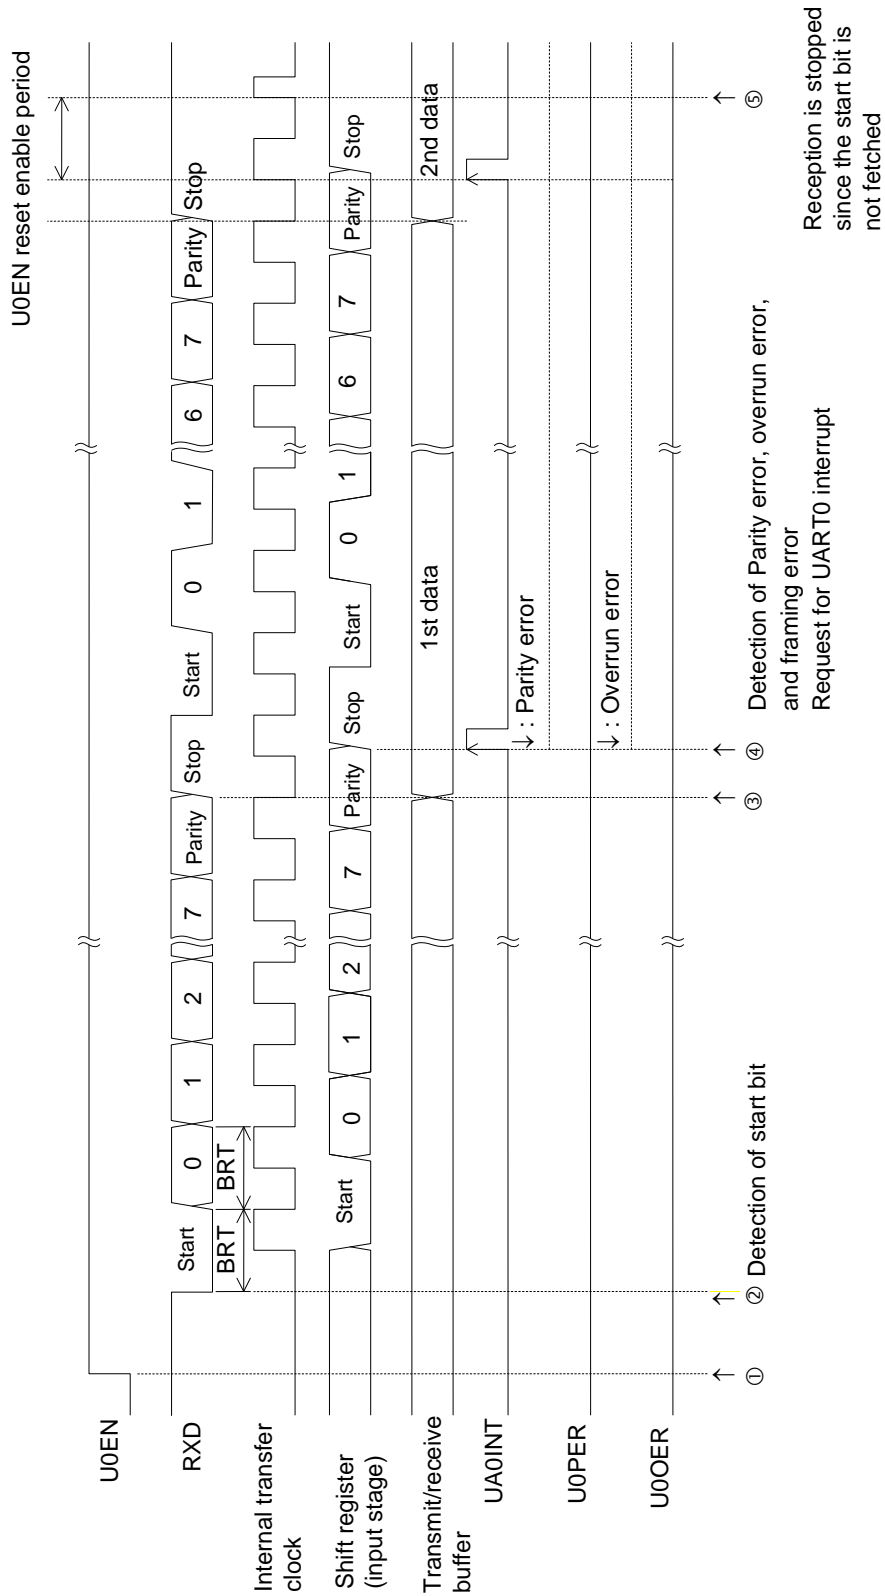 U0EN reset enable period
U0EN
RXD
Start
0
1
2
7
Parity
Stop
Start
0
1
6
7
Parity
Stop
BRT
BRT
Internal transfer
clock
Shift register
(input stage)
Start
0
1
2
7
Parity
Stop
Start
0
1
6
7
Parity
Stop
Transmit/receive
buffer
1st data
2nd data
UA0INT
↓ : Parity error
U0PER
↓ : Overrun error
U0OER
①
② Detection of start bit
③
④
Detection of Parity error, overrun error,
and framing error
Request for UART0 interrupt
⑤
Reception is stopped
since the start bit is
not fetched